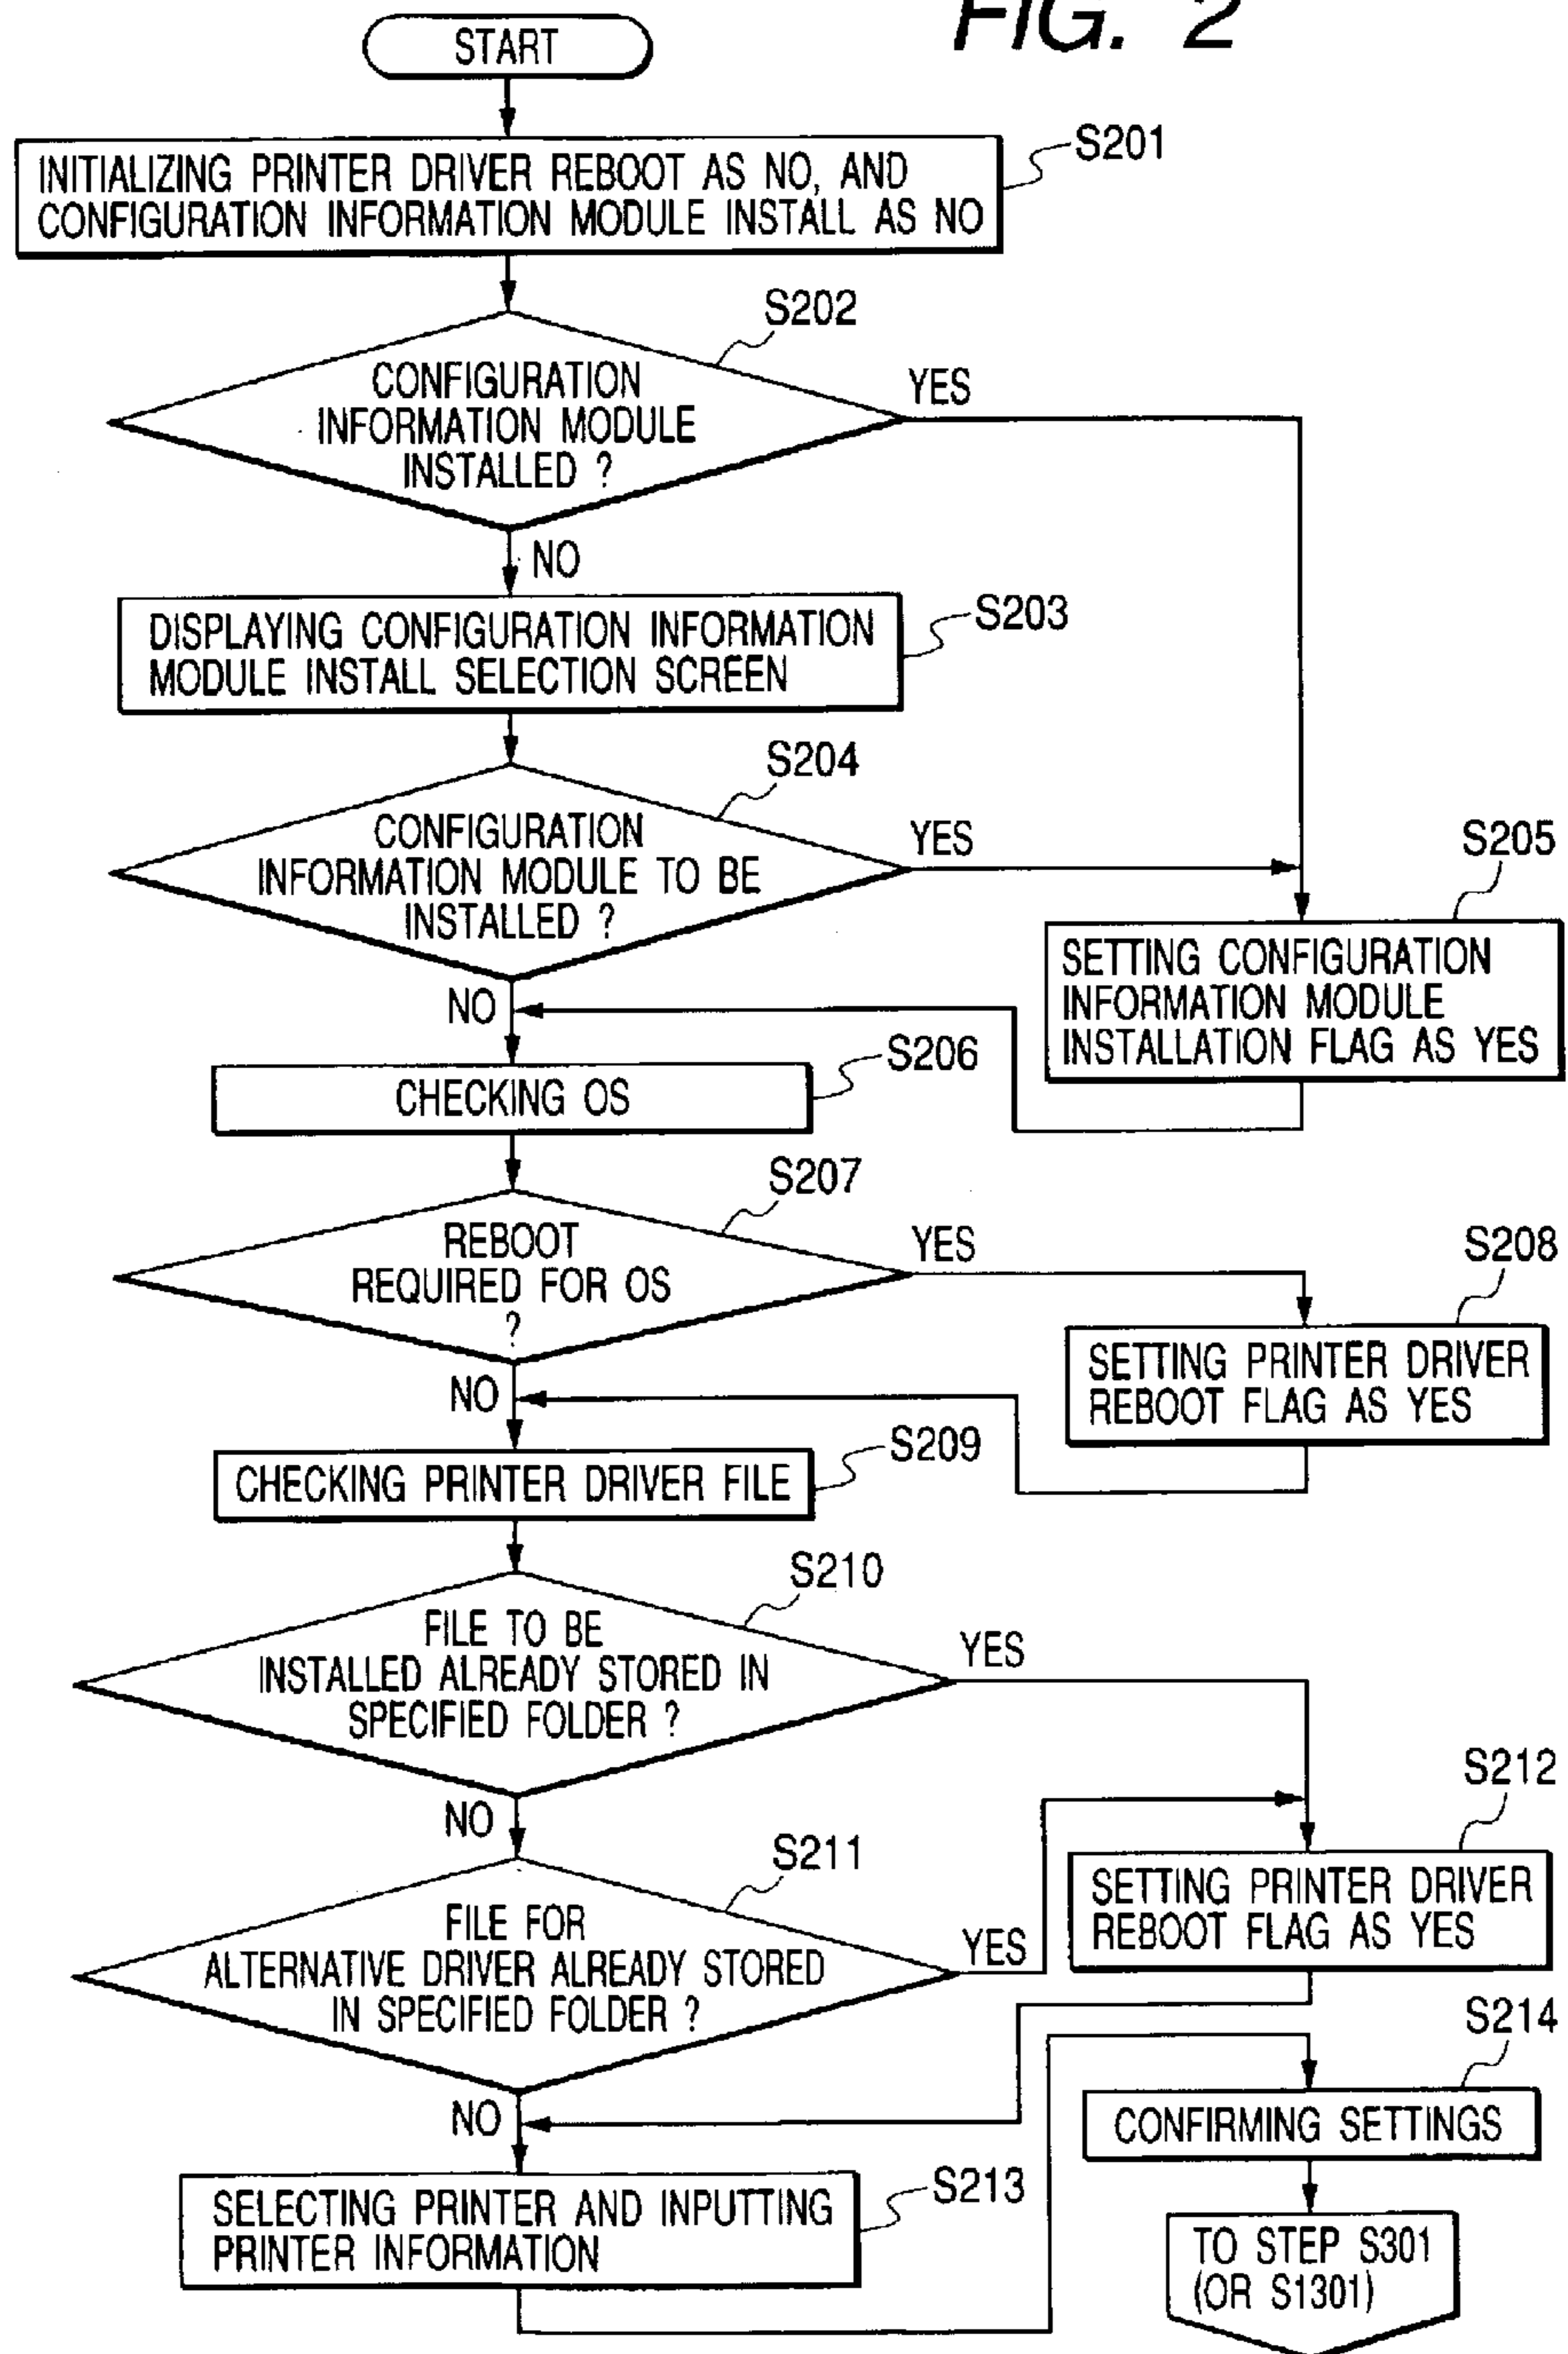 FIG. 2
START
S201
INITIALIZING PRINTER DRIVER REBOOT AS NO, AND
CONFIGURATION INFORMATION MODULE INSTALL AS NO
S202
CONFIGURATION
INFORMATION MODULE
INSTALLED ?
YES
NO
S203
DISPLAYING CONFIGURATION INFORMATION
MODULE INSTALL SELECTION SCREEN
S204
CONFIGURATION
INFORMATION MODULE TO BE
INSTALLED ?
YES
NO
S205
SETTING CONFIGURATION
INFORMATION MODULE
INSTALLATION FLAG AS YES
S206
CHECKING OS
S207
REBOOT
REQUIRED FOR OS
?
YES
NO
S208
SETTING PRINTER DRIVER
REBOOT FLAG AS YES
S209
CHECKING PRINTER DRIVER FILE
S210
FILE TO BE
INSTALLED ALREADY STORED IN
SPECIFIED FOLDER ?
YES
NO
S211
FILE FOR
ALTERNATIVE DRIVER ALREADY STORED
IN SPECIFIED FOLDER ?
YES
NO
S212
SETTING PRINTER DRIVER
REBOOT FLAG AS YES
S213
SELECTING PRINTER AND INPUTTING
PRINTER INFORMATION
S214
CONFIRMING SETTINGS
TO STEP S301
(OR S1301)